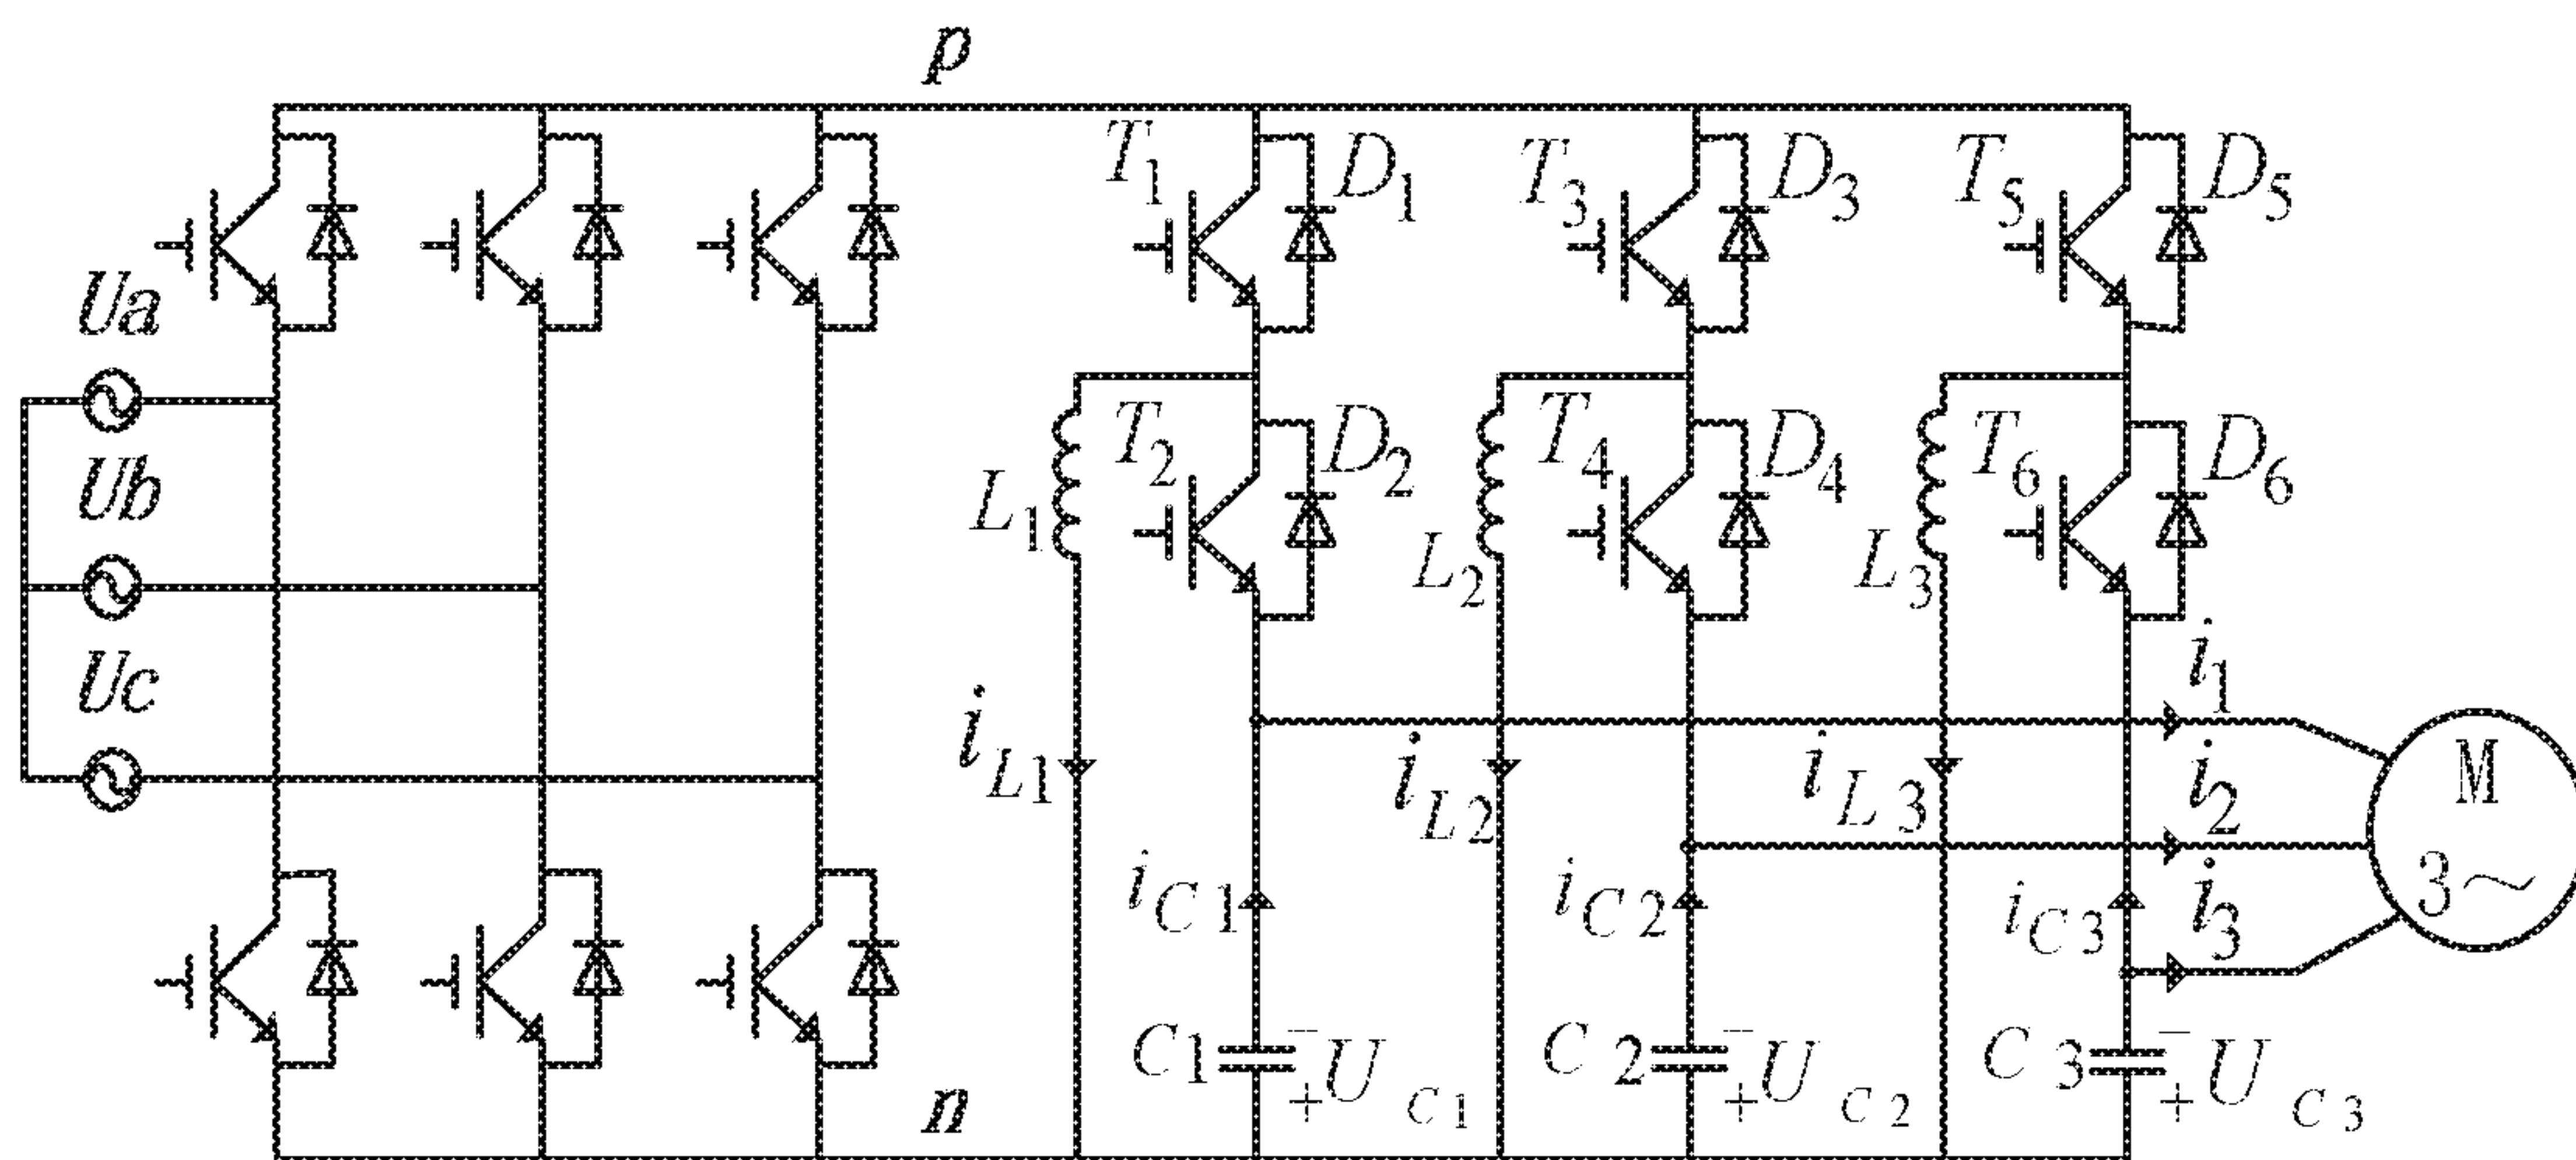 p
T1 D1 T3 D3 T5 D5
Ua
T2 D2 T4 D4 T6 D6
Ub
L1 L2 L3
Uc
i1
iL1 iL2 iL3 i2
M
3~
iC1 iC2 iC3 i3
C1 − + UC1 C2 − + UC2 C3 − + UC3
n